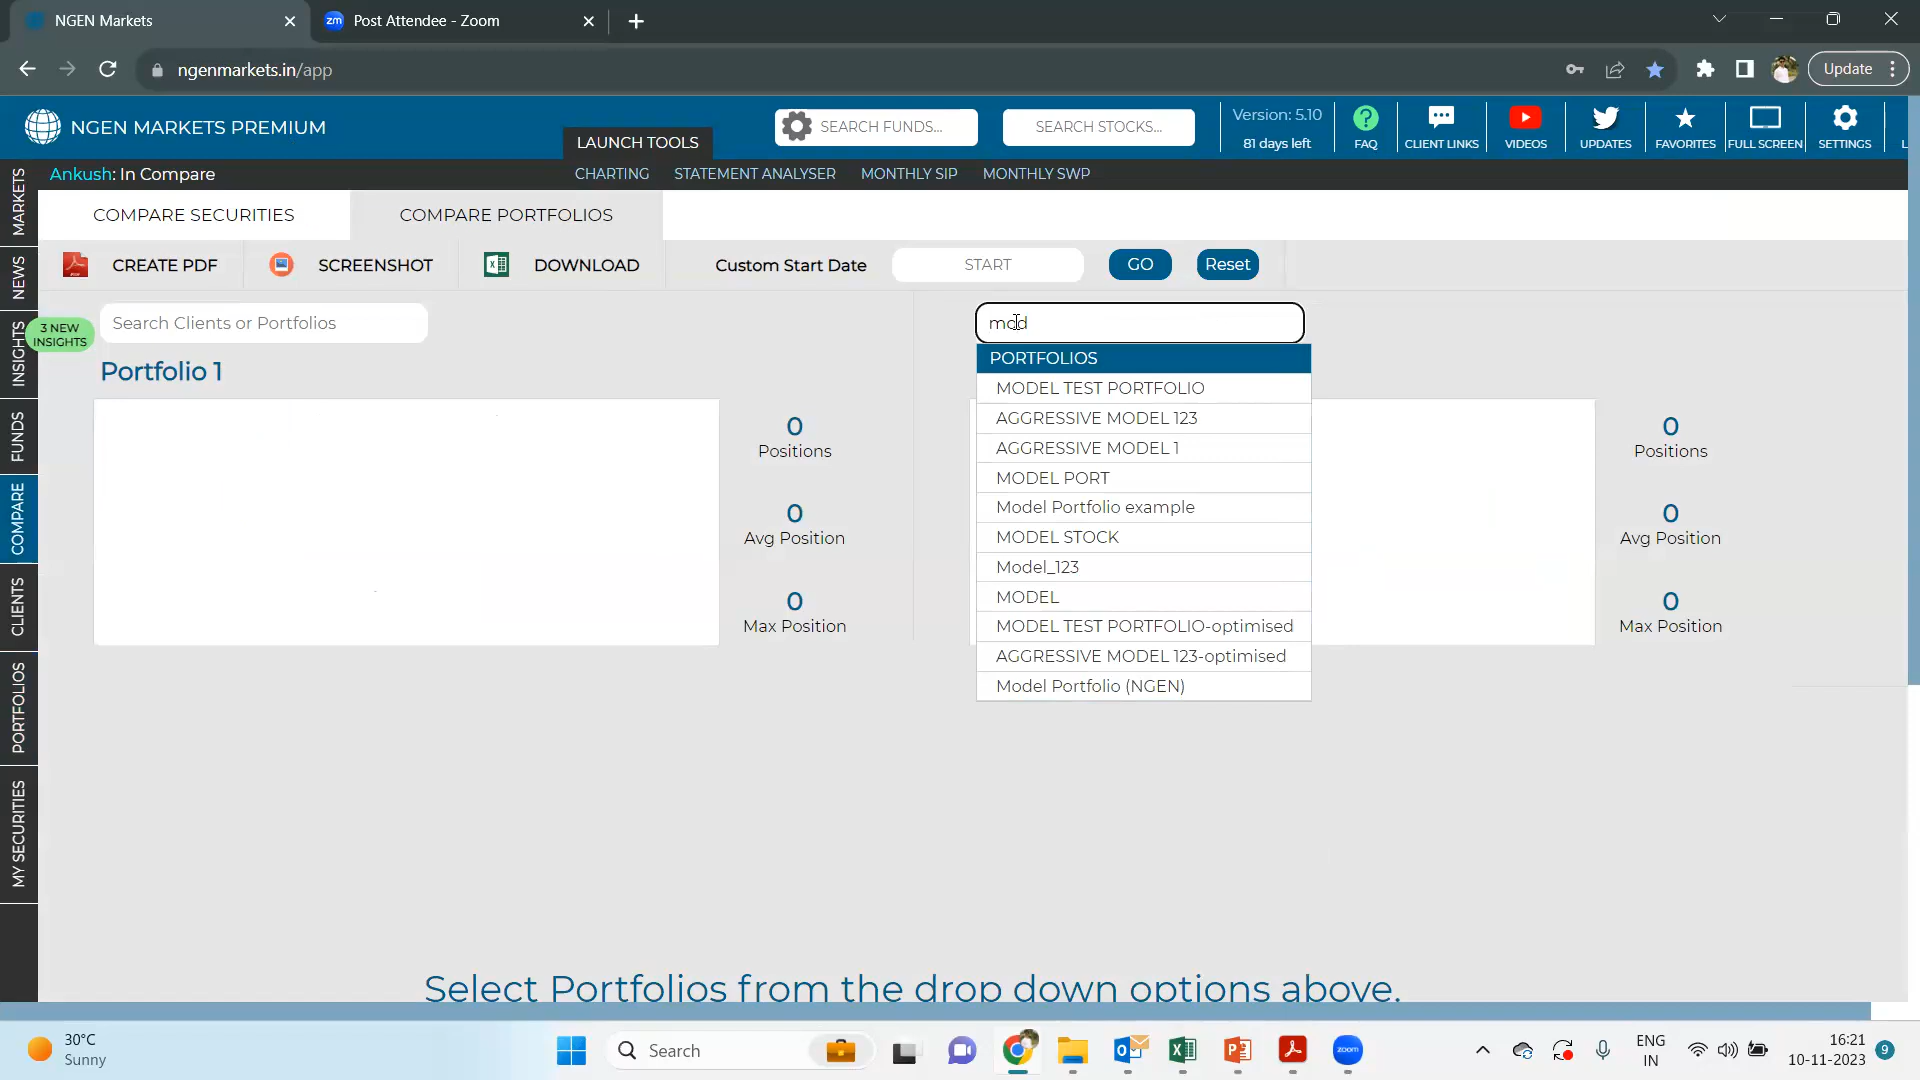 NGEN Markets
zm Post Attendee - Zoom
ngenmarkets.in/app
Update
NGEN MARKETS PREMIUM
LAUNCH TOOLS
SEARCH FUNDS...
SEARCH STOCKS...
Version: 5.10
81 days left
FAQ
CLIENT LINKS
VIDEOS
UPDATES
FAVORITES
FULL SCREEN
SETTINGS
L
Ankush: In Compare
CHARTING
STATEMENT ANALYSER
MONTHLY SIP
MONTHLY SWP
MARKETS
NEWS
INSIGHTS
FUNDS
COMPARE
CLIENTS
PORTFOLIOS
MY SECURITIES
3 NEW
INSIGHTS
COMPARE SECURITIES
COMPARE PORTFOLIOS
CREATE PDF
SCREENSHOT
DOWNLOAD
Custom Start Date
START
GO
Reset
Search Clients or Portfolios
mod
Portfolio 1
0
Positions
0
Avg Position
0
Max Position
PORTFOLIOS
MODEL TEST PORTFOLIO
AGGRESSIVE MODEL 123
AGGRESSIVE MODEL 1
MODEL PORT
Model Portfolio example
MODEL STOCK
Model_123
MODEL
MODEL TEST PORTFOLIO-optimised
AGGRESSIVE MODEL 123-optimised
Model Portfolio (NGEN)
0
Positions
0
Avg Position
0
Max Position
Select Portfolios from the drop down options above.
30°C
Sunny
Search
zoom
ENG
IN
16:21
10-11-2023
9